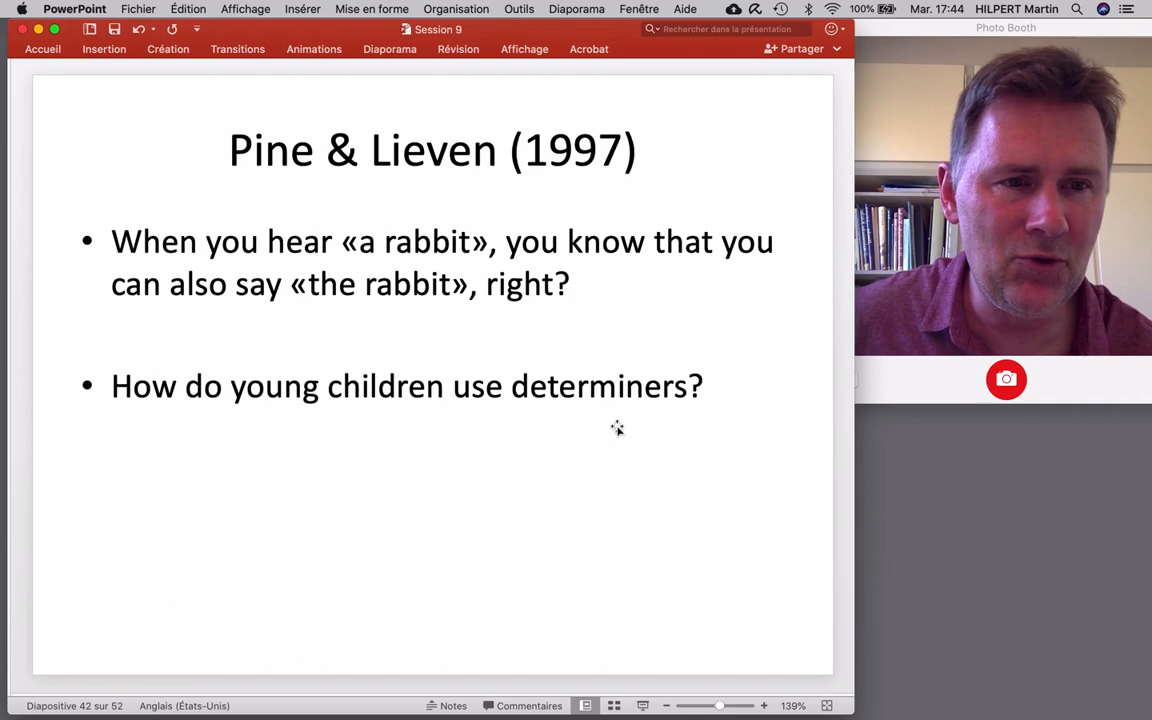 PowerPoint Fichier Édition Affichage Insérer Mise en forme Organisation Outils Diaporama Fenêtre Aide 100% Mar. 17:44 HILPERT Martin
Session 9
Rechercher dans la présentation
Photo Booth
Accueil Insertion Création Transitions Animations Diaporama Révision Affichage Acrobat Partager
Pine & Lieven (1997)
• When you hear «a rabbit», you know that you
can also say «the rabbit», right?
• How do young children use determiners?
Diapositive 42 sur 52 Anglais (États-Unis) Notes Commentaires 139%